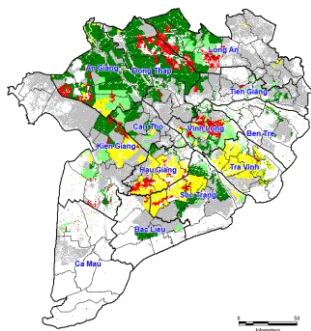 Long An
An Giang
Dong Thap
Tien Giang
Can Tho
Vinh Long
Ben Tre
Kien Giang
Hau Giang
Tra Vinh
Soc Trang
Bac Lieu
Ca Mau
0
50
kilometers